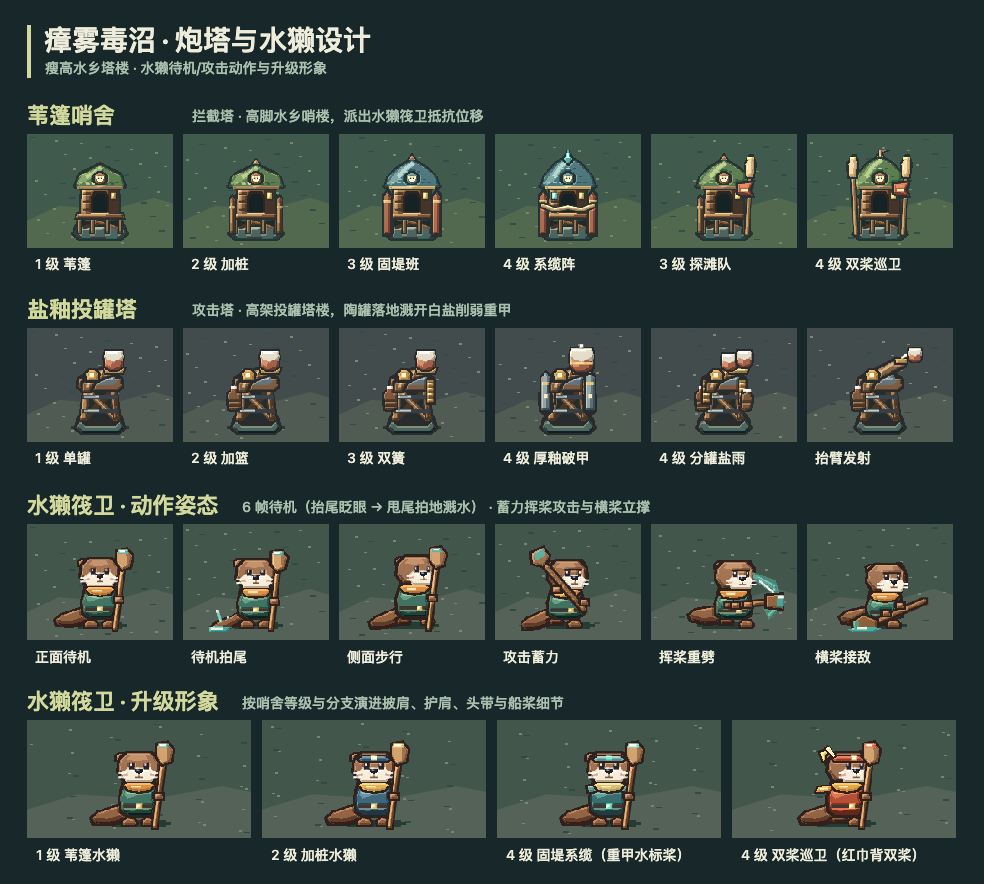 瘴雾毒沼 · 炮塔与水獭设计
瘦高水乡塔楼 · 水獭待机/攻击动作与升级形象
苇篷哨舍
拦截塔 · 高脚水乡哨楼，派出水獭筏卫抵抗位移
1 级 苇篷
2 级 加桩
3 级 固堤班
4 级 系缆阵
3 级 探滩队
4 级 双桨巡卫
盐釉投罐塔
攻击塔 · 高架投罐塔楼，陶罐落地溅开白盐削弱重甲
1 级 单罐
2 级 加篮
3 级 双簧
4 级 厚釉破甲
4 级 分罐盐雨
抬臂发射
水獭筏卫 · 动作姿态
6 帧待机（抬尾眨眼 → 甩尾拍地溅水） · 蓄力挥桨攻击与横桨立撑
正面待机
待机拍尾
侧面步行
攻击蓄力
挥桨重劈
横桨接敌
水獭筏卫 · 升级形象
按哨舍等级与分支演进披肩、护肩、头带与船桨细节
1 级 苇篷水獭
2 级 加桩水獭
4 级 固堤系缆（重甲水标桨）
4 级 双桨巡卫（红巾背双桨）